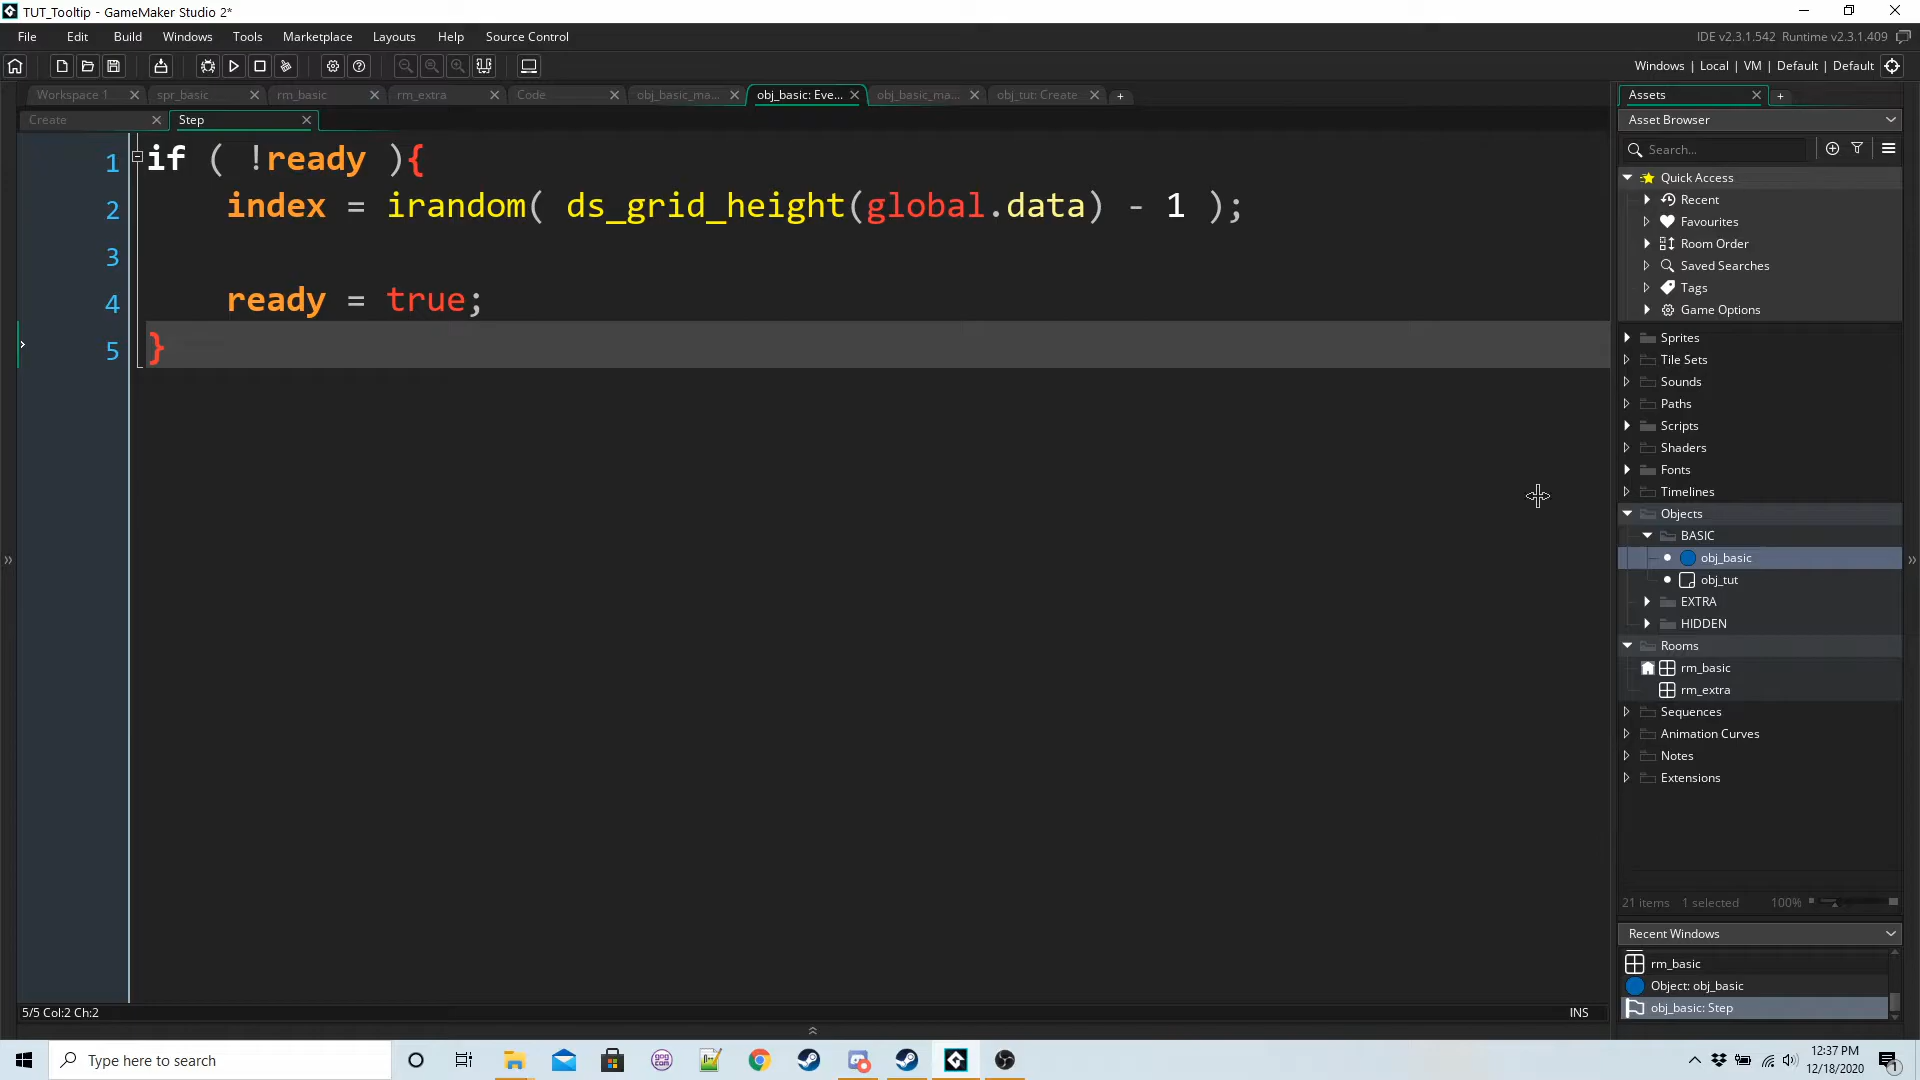 TUT_Tooltip - GameMaker Studio 2*
File Edit Build Windows Tools Marketplace Layouts Help Source Control
IDE v2.3.1.542 Runtime v2.3.1.409
Windows | Local | VM | Default | Default
Workspace 1 spr_basic rm_basic rm_extra Code obj_basic_ma... obj_basic: Eve... obj_basic_ma... obj_tut: Create +
Create Step
1 if ( !ready ){
2 index = irandom( ds_grid_height(global.data) - 1 );
3
4 ready = true;
5 }
5/5 Col:2 Ch:2
INS
Assets
Asset Browser
Search...
Quick Access
Recent
Favourites
Room Order
Saved Searches
Tags
Game Options
Sprites
Tile Sets
Sounds
Paths
Scripts
Shaders
Fonts
Timelines
Objects
BASIC
obj_basic
obj_tut
EXTRA
HIDDEN
Rooms
rm_basic
rm_extra
Sequences
Animation Curves
Notes
Extensions
21 items 1 selected 100%
Recent Windows
rm_basic
Object: obj_basic
obj_basic: Step
Type here to search
GOG COM
12:37 PM
12/18/2020
1